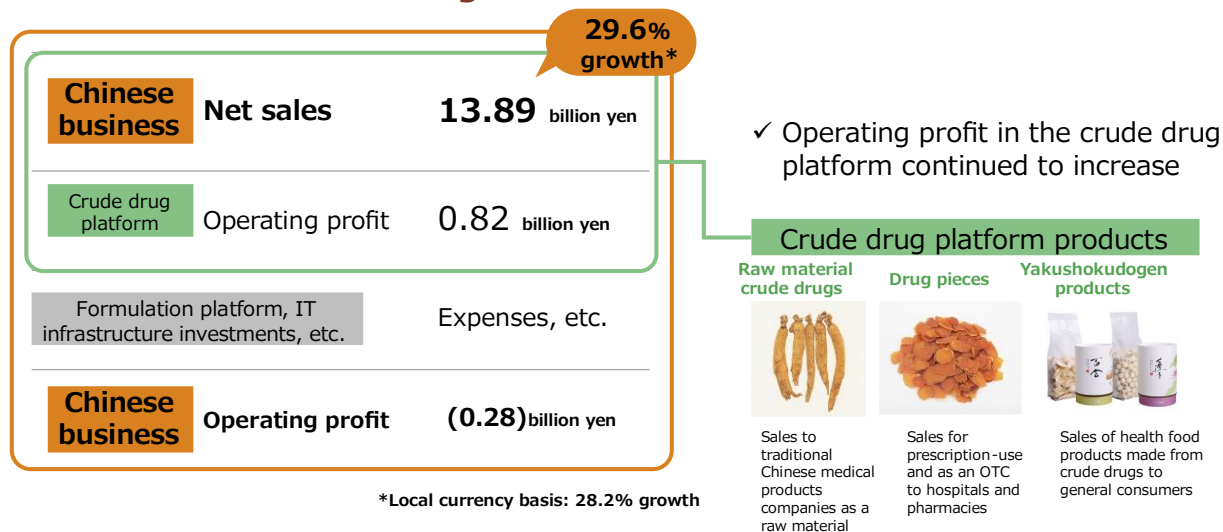 29.6%
growth*
Chinese
business
Net sales
13.89 billion yen
Crude drug
platform
Operating profit
0.82 billion yen
Formulation platform, IT
infrastructure investments, etc.
Expenses, etc.
Chinese
business
Operating profit
(0.28)billion yen
*Local currency basis: 28.2% growth
✓ Operating profit in the crude drug
platform continued to increase
Crude drug platform products
Raw material
crude drugs
Sales to
traditional
Chinese medical
products
companies as a
raw material
Drug pieces
Sales for
prescription-use
and as an OTC
to hospitals and
pharmacies
Yakushokudogen
products
Sales of health food
products made from
crude drugs to
general consumers